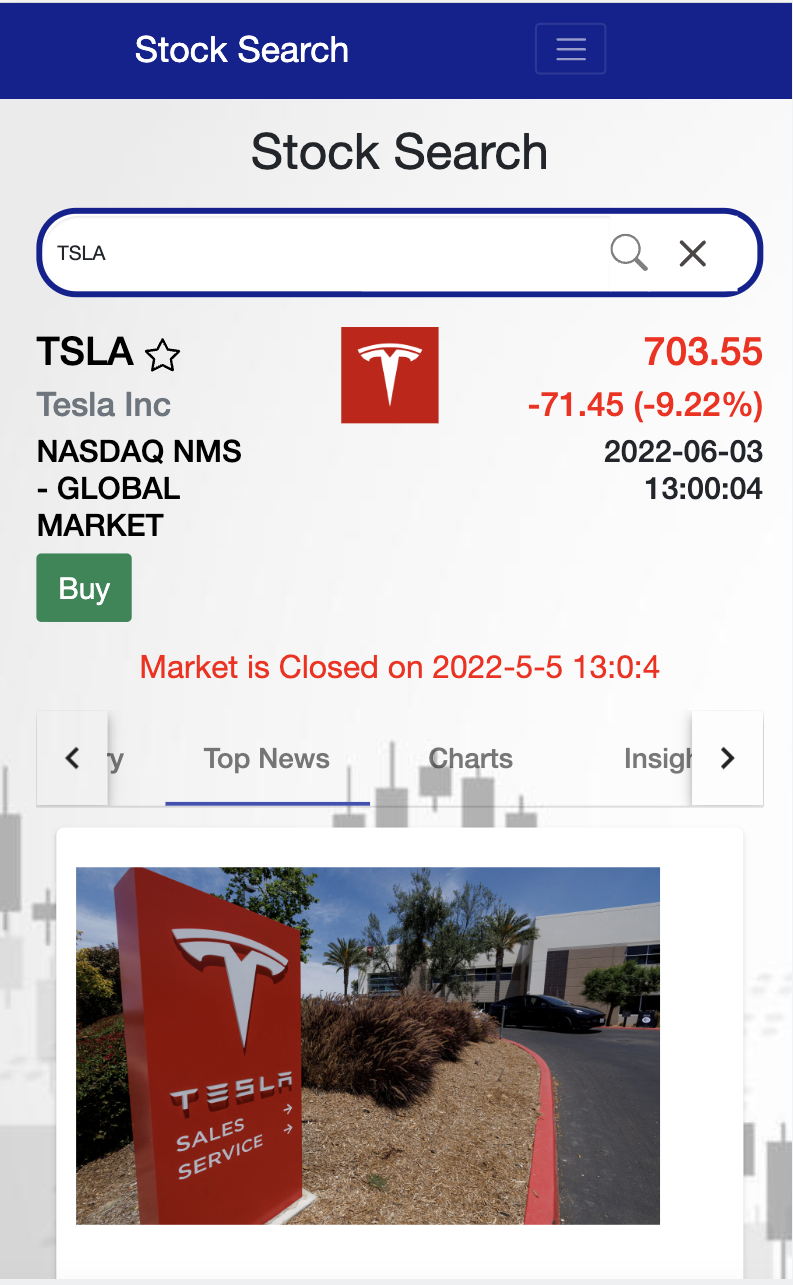 Stock Search
Stock Search
TSLA
TSLA
703.55
Tesla Inc
-71.45 (-9.22%)
NASDAQ NMS
- GLOBAL
MARKET
2022-06-03
13:00:04
Buy
Market is Closed on 2022-5-5 13:0:4
ry
Top News
Charts
Insigh
TESLA
SALES
SERVICE